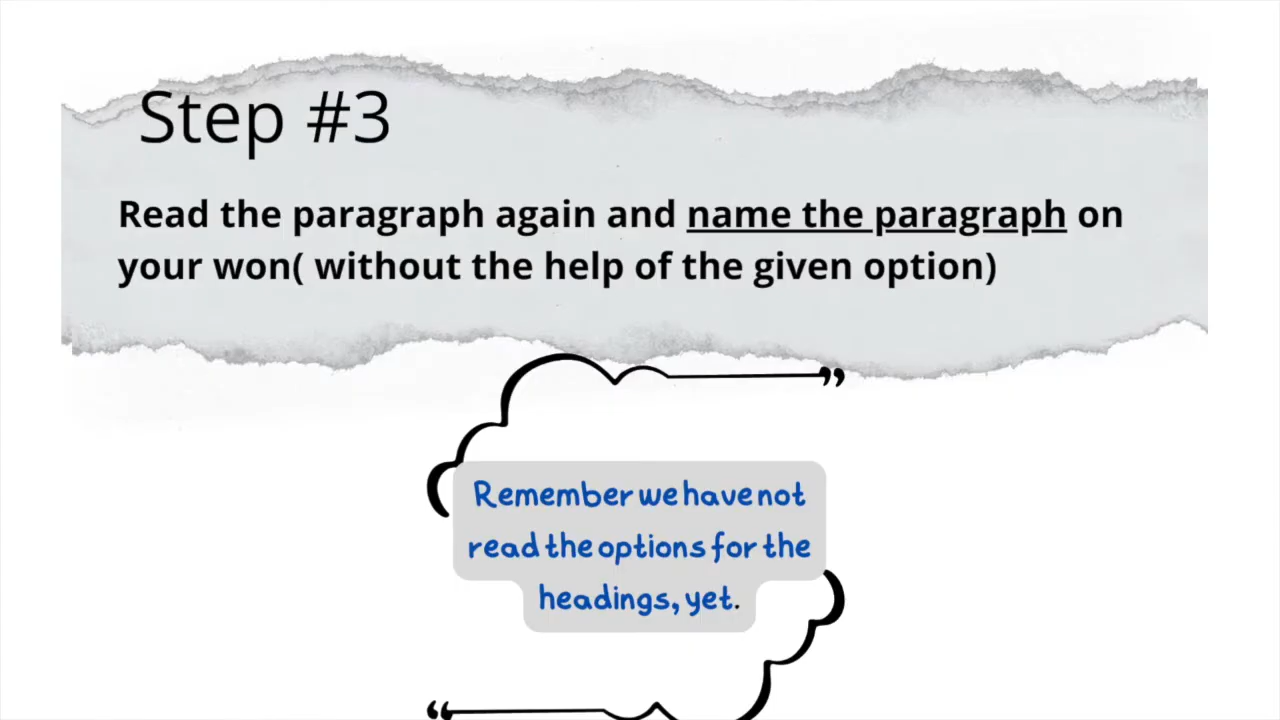 Step #3
Read the paragraph again and name the paragraph on
your won( without the help of the given option)
Remember we have not
read the options for the
headings, yet.